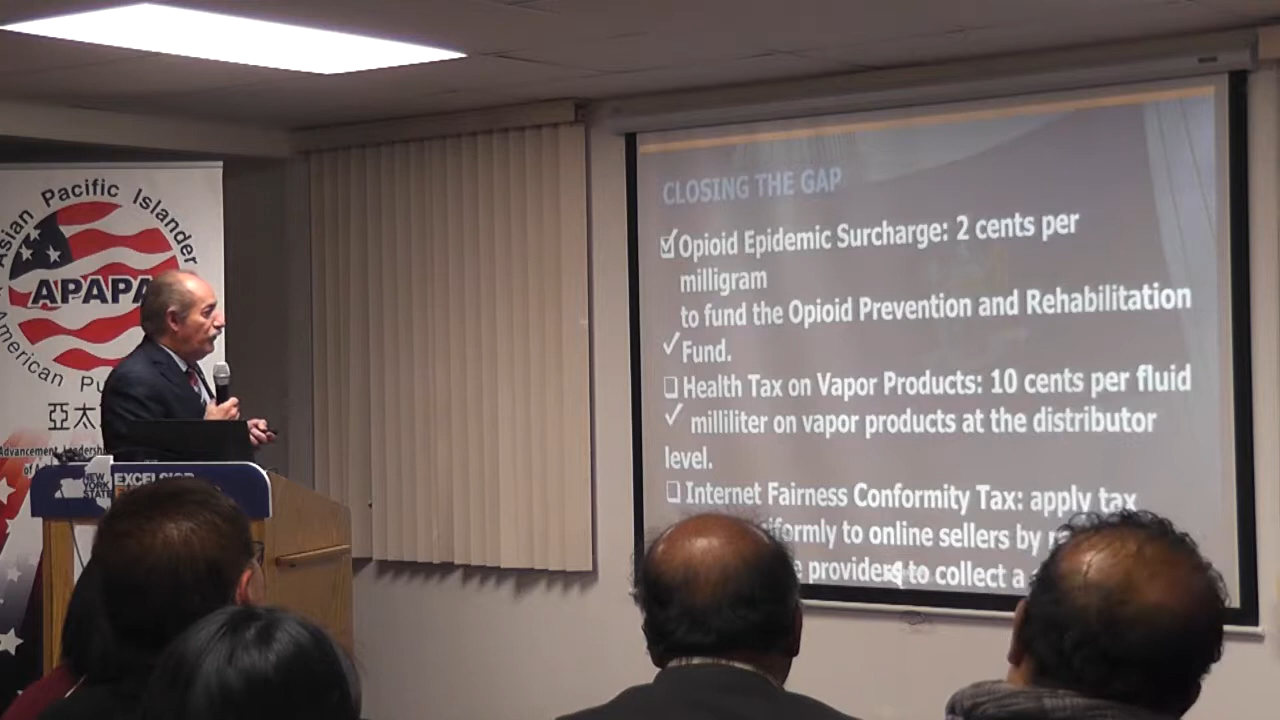 Asian Pacific Islander
APAPA
American
亞太
Advancement, Leadership
of
NEW
YORK
STATE
EXCELSIOR
CLOSING THE GAP
☑ Opioid Epidemic Surcharge: 2 cents per
milligram
to fund the Opioid Prevention and Rehabilitation
✓ Fund.
❑ Health Tax on Vapor Products: 10 cents per fluid
✓ milliliter on vapor products at the distributor
level.
❑ Internet Fairness Conformity Tax: apply tax
to online sellers by
providers to collect a